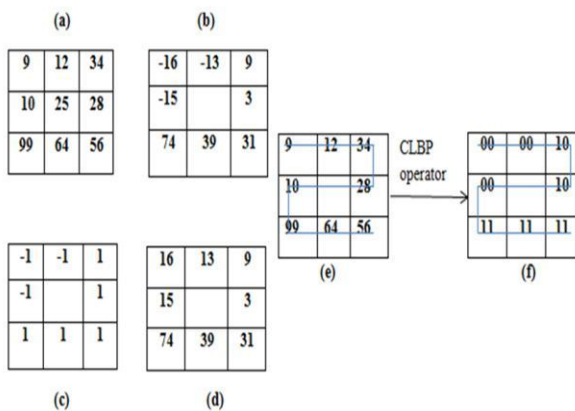 (a)
9 12 34
10 25 28
99 64 56
(b)
-16 -13 9
-15 3
74 39 31
9 12 34
10 28
99 64 56
(e)
CLBP
operator
00 00 10
00 10
11 11 11
(f)
-1 -1 1
-1 1
1 1 1
(c)
16 13 9
15 3
74 39 31
(d)